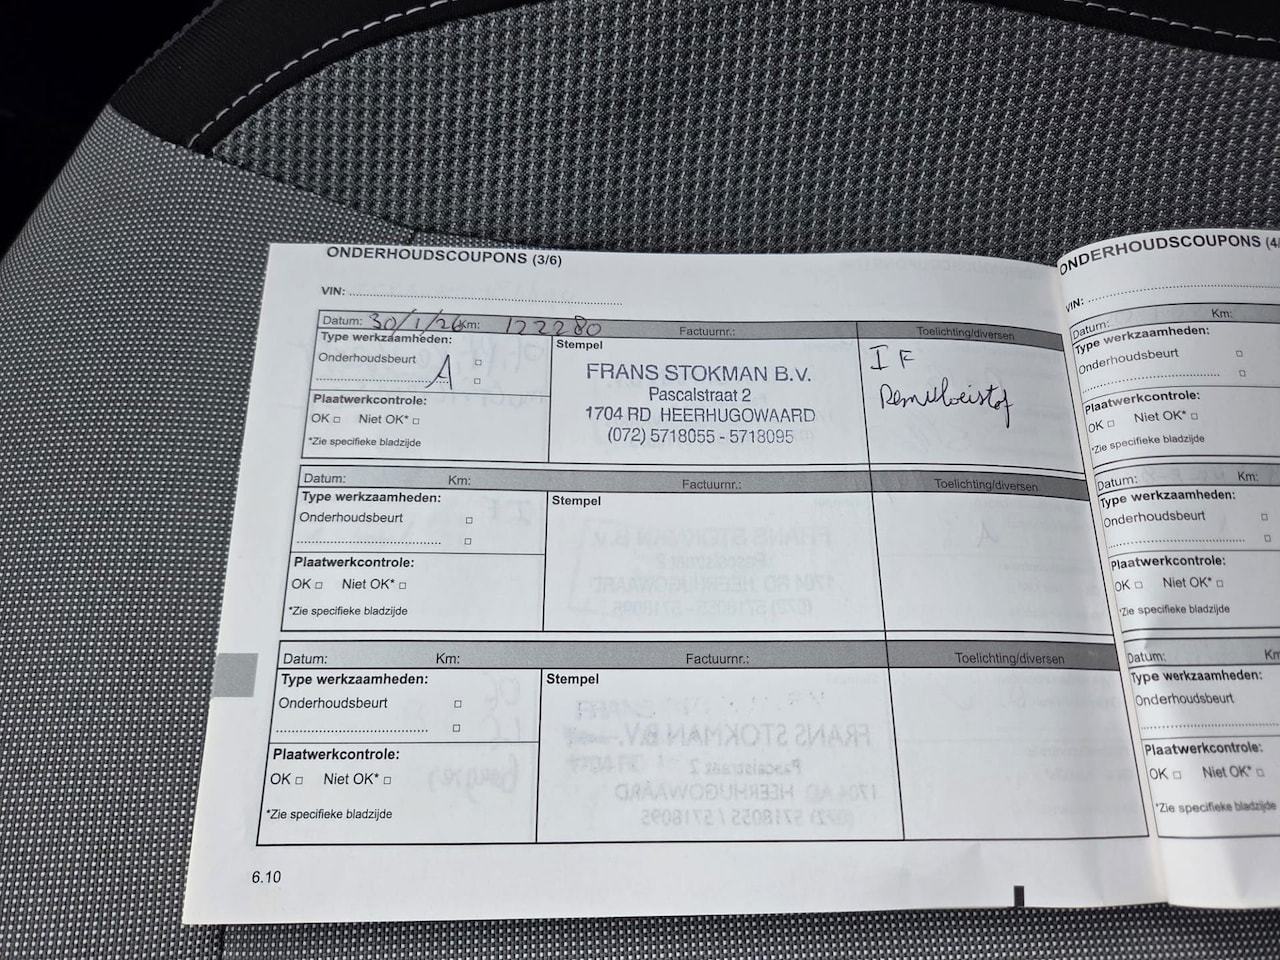 ONDERHOUDSCOUPONS (3/6)
VIN:
Datum: 30/1/26 Km: 122280 Factuurnr.: Toelichting/diversen
Type werkzaamheden:
Onderhoudsbeurt
A
Plaatwerkcontrole:
OK Niet OK*
*Zie specifieke bladzijde
Stempel
FRANS STOKMAN B.V.
Pascalstraat 2
1704 RD HEERHUGOWAARD
(072) 5718055 - 5718095
IF
Remvloeistof
Datum: Km: Factuurnr.: Toelichting/diversen
Type werkzaamheden:
Onderhoudsbeurt
Plaatwerkcontrole:
OK Niet OK*
*Zie specifieke bladzijde
Stempel
Datum: Km: Factuurnr.: Toelichting/diversen
Type werkzaamheden:
Onderhoudsbeurt
Plaatwerkcontrole:
OK Niet OK*
*Zie specifieke bladzijde
Stempel
6.10
ONDERHOUDSCOUPONS (4/
VIN:
Datum: Km:
Type werkzaamheden:
Onderhoudsbeurt
Plaatwerkcontrole:
OK Niet OK*
*Zie specifieke bladzijde
Datum: Km:
Type werkzaamheden:
Onderhoudsbeurt
Plaatwerkcontrole:
OK Niet OK*
*Zie specifieke bladzijde
Datum: Km
Type werkzaamheden:
Onderhoudsbeurt
Plaatwerkcontrole:
OK Niet OK*
*Zie specifieke bladzijde